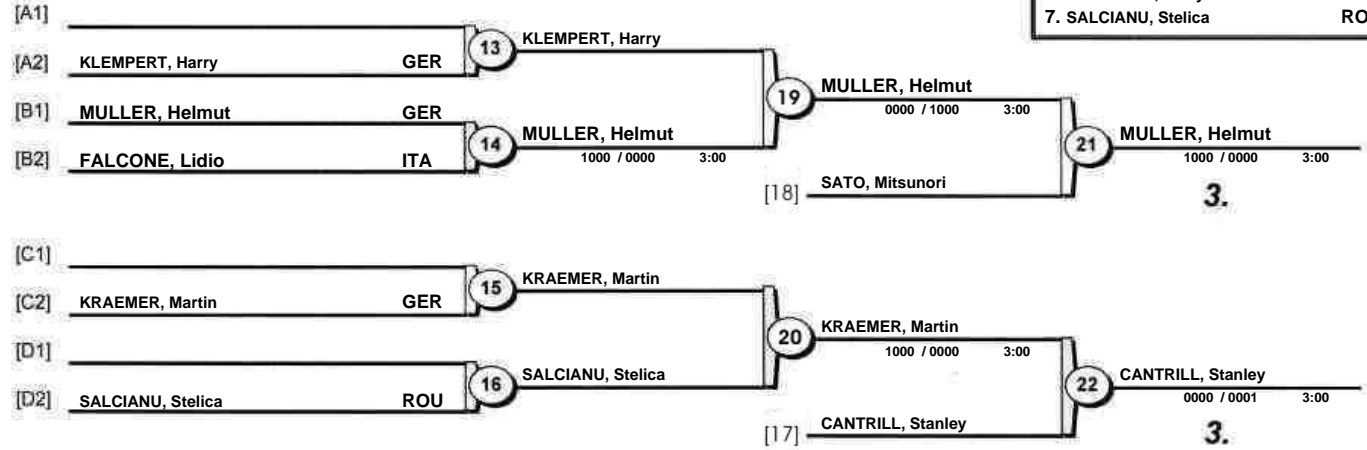 7. SALCIANU, Stelica
[A1]
[A2] KLEMPERT, Harry GER
13 KLEMPERT, Harry
[B1] MULLER, Helmut GER
[B2] FALCONE, Lidio ITA
14 MULLER, Helmut
1000 / 0000 3:00
19 MULLER, Helmut
0000 / 1000 3:00
[18] SATO, Mitsunori
21 MULLER, Helmut
1000 / 0000 3:00
3.
[C1]
[C2] KRAEMER, Martin GER
15 KRAEMER, Martin
[D1]
[D2] SALCIANU, Stelica ROU
16 SALCIANU, Stelica
20 KRAEMER, Martin
1000 / 0000 3:00
[17] CANTRILL, Stanley
22 CANTRILL, Stanley
0000 / 0001 3:00
3.